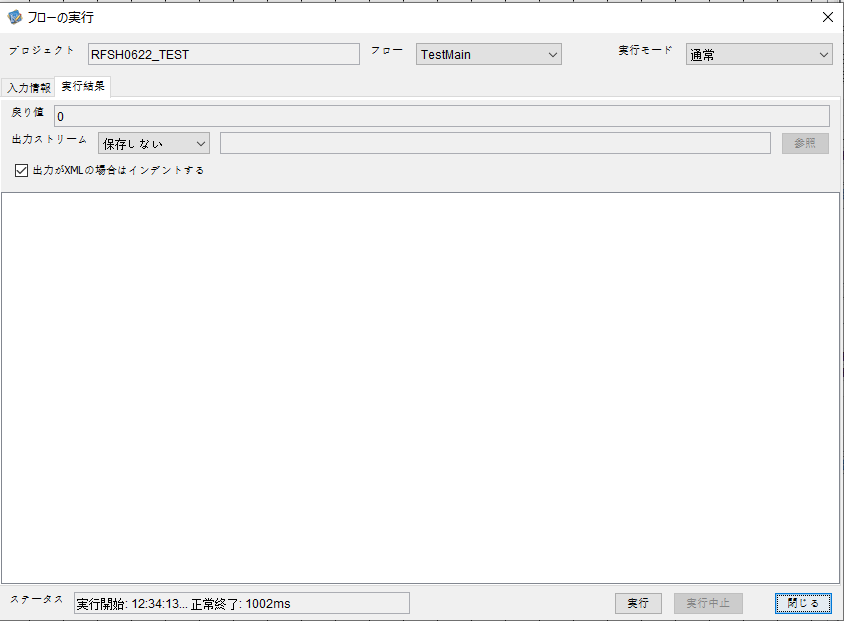 フローの実行
プロジェクト RFSH0622_TEST フロー TestMain 実行モード 通常
入力情報 実行結果
戻り値 0
出力ストリーム 保存しない 参照
出力がXMLの場合はインデントする
ステータス 実行開始: 12:34:13... 正常終了: 1002ms 実行 実行中止 閉じる